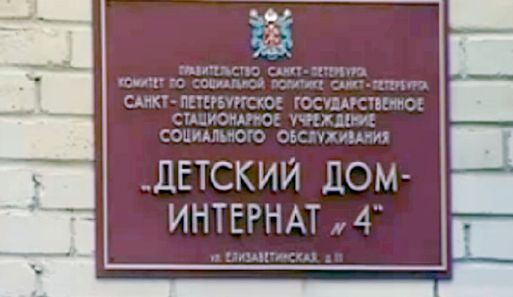 ПРАВИТЕЛЬСТВО САНКТ-ПЕТЕРБУРГА
КОМИТЕТ ПО СОЦИАЛЬНОЙ ПОЛИТИКЕ САНКТ-ПЕТЕРБУРГА
САНКТ-ПЕТЕРБУРГСКОЕ ГОСУДАРСТВЕННОЕ
СТАЦИОНАРНОЕ УЧРЕЖДЕНИЕ
СОЦИАЛЬНОГО ОБСЛУЖИВАНИЯ
„ДЕТСКИЙ ДОМ-
ИНТЕРНАТ N 4“
ул. ЕЛИЗАВЕТИНСКАЯ, д. 11